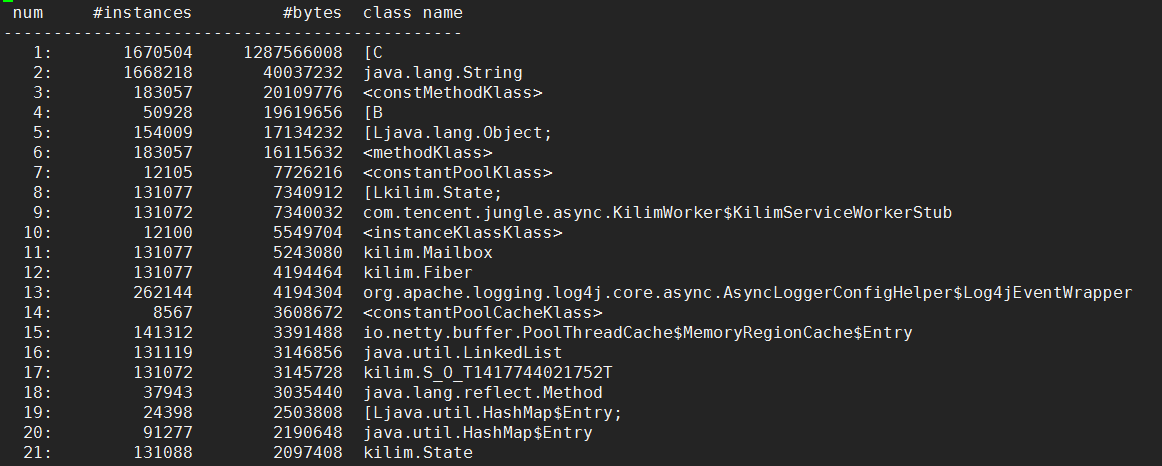 num #instances #bytes class name
----------------------------------------------
1: 1670504 1287566008 [C
2: 1668218 40037232 java.lang.String
3: 183057 20109776 <constMethodKlass>
4: 50928 19619656 [B
5: 154009 17134232 [Ljava.lang.Object;
6: 183057 16115632 <methodKlass>
7: 12105 7726216 <constantPoolKlass>
8: 131077 7340912 [Lkilim.State;
9: 131072 7340032 com.tencent.jungle.async.KilimWorker$KilimServiceWorkerStub
10: 12100 5549704 <instanceKlassKlass>
11: 131077 5243080 kilim.Mailbox
12: 131077 4194464 kilim.Fiber
13: 262144 4194304 org.apache.logging.log4j.core.async.AsyncLoggerConfigHelper$Log4jEventWrapper
14: 8567 3608672 <constantPoolCacheKlass>
15: 141312 3391488 io.netty.buffer.PoolThreadCache$MemoryRegionCache$Entry
16: 131119 3146856 java.util.LinkedList
17: 131072 3145728 kilim.S_O_T1417744021752T
18: 37943 3035440 java.lang.reflect.Method
19: 24398 2503808 [Ljava.util.HashMap$Entry;
20: 91277 2190648 java.util.HashMap$Entry
21: 131088 2097408 kilim.State